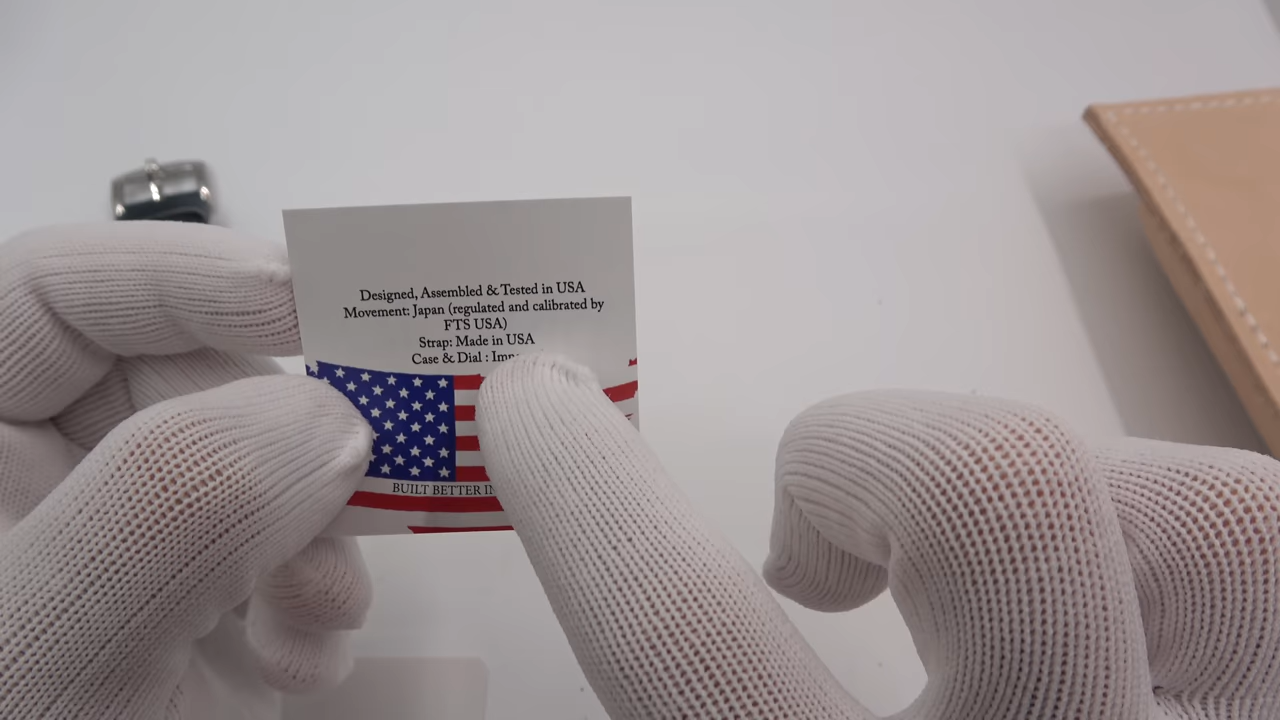 Designed, Assembled & Tested in USA
Movement: Japan (regulated and calibrated by
FTS USA)
Strap: Made in USA
Case & Dial :
BUILT BETTER